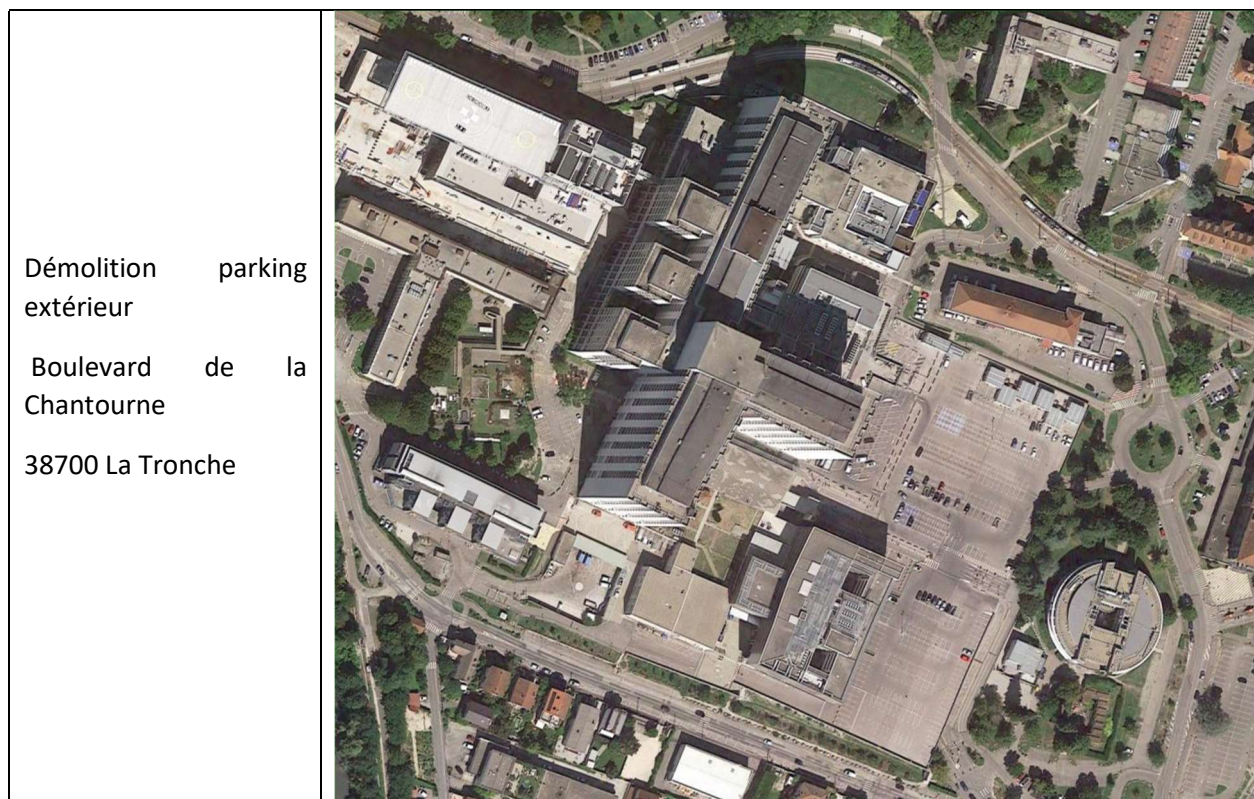 Démolition parking
extérieur
Boulevard de la
Chantourne
38700 La Tronche